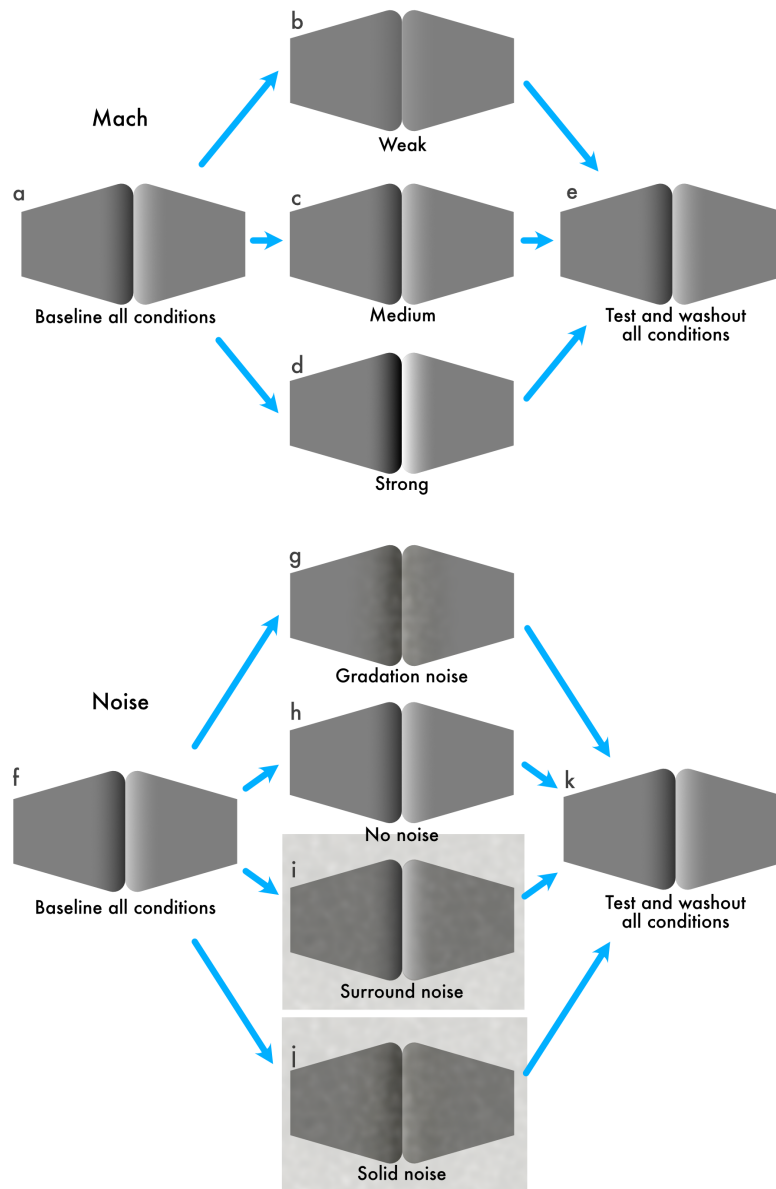 b
Mach
Weak
a
c
e
Baseline all conditions
Medium
Test and washout
all conditions
d
Strong
g
Gradation noise
Noise
h
f
k
No noise
i
Baseline all conditions
Test and washout
all conditions
Surround noise
j
Solid noise